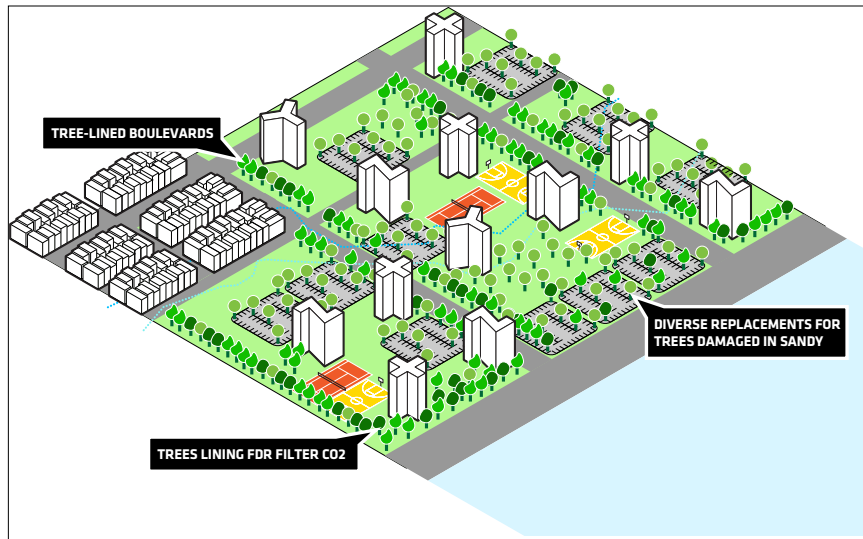 TREE-LINED BOULEVARDS
DIVERSE REPLACEMENTS FOR
TREES DAMAGED IN SANDY
TREES LINING FDR FILTER CO2